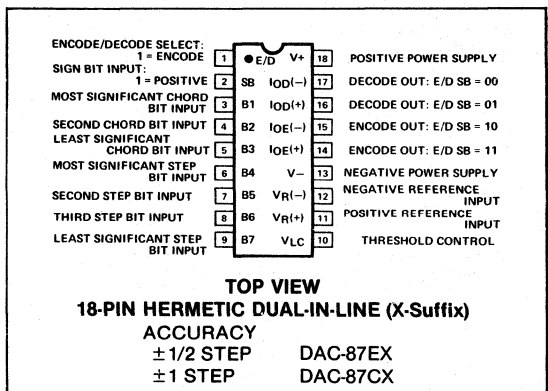 ENCODE/DECODE SELECT:
1 = ENCODE 1 E/D V+ 18 POSITIVE POWER SUPPLY
SIGN BIT INPUT:
1 = POSITIVE 2 SB IOD(−) 17 DECODE OUT: E/D SB = 00
MOST SIGNIFICANT CHORD
BIT INPUT 3 B1 IOD(+) 16 DECODE OUT: E/D SB = 01
SECOND CHORD BIT INPUT 4 B2 IOE(−) 15 ENCODE OUT: E/D SB = 10
LEAST SIGNIFICANT
CHORD BIT INPUT 5 B3 IOE(+) 14 ENCODE OUT: E/D SB = 11
MOST SIGNIFICANT STEP
BIT INPUT 6 B4 V− 13 NEGATIVE POWER SUPPLY
SECOND STEP BIT INPUT 7 B5 VR(−) 12 NEGATIVE REFERENCE
INPUT
THIRD STEP BIT INPUT 8 B6 VR(+) 11 POSITIVE REFERENCE
INPUT
LEAST SIGNIFICANT STEP
BIT INPUT 9 B7 VLC 10 THRESHOLD CONTROL
TOP VIEW
18-PIN HERMETIC DUAL-IN-LINE (X-Suffix)
ACCURACY
±1/2 STEP DAC-87EX
±1 STEP DAC-87CX